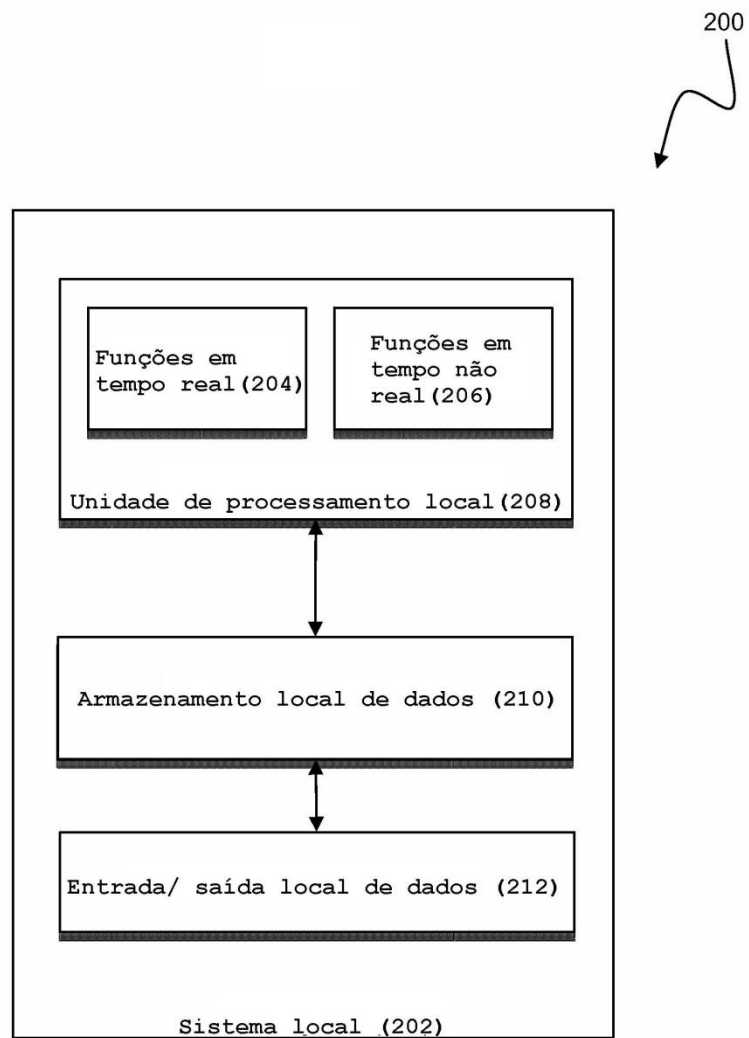 200
Funções em
tempo real(204)
Funções em
tempo não
real(206)
Unidade de processamento local(208)
Armazenamento local de dados (210)
Entrada/ saída local de dados (212)
Sistema local (202)